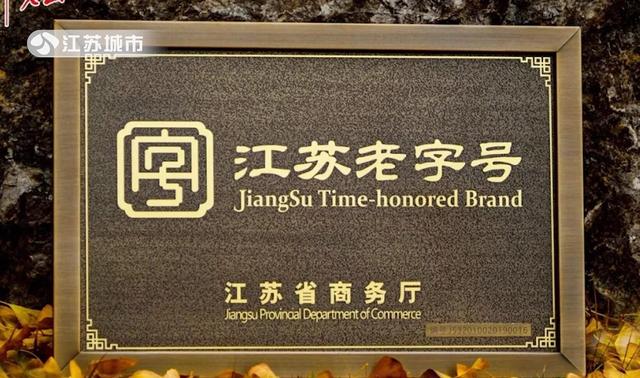 江苏城市
江苏老字号
JiangSu Time-honored Brand
江苏省商务厅
Jiangsu Provincial Department of Commerce